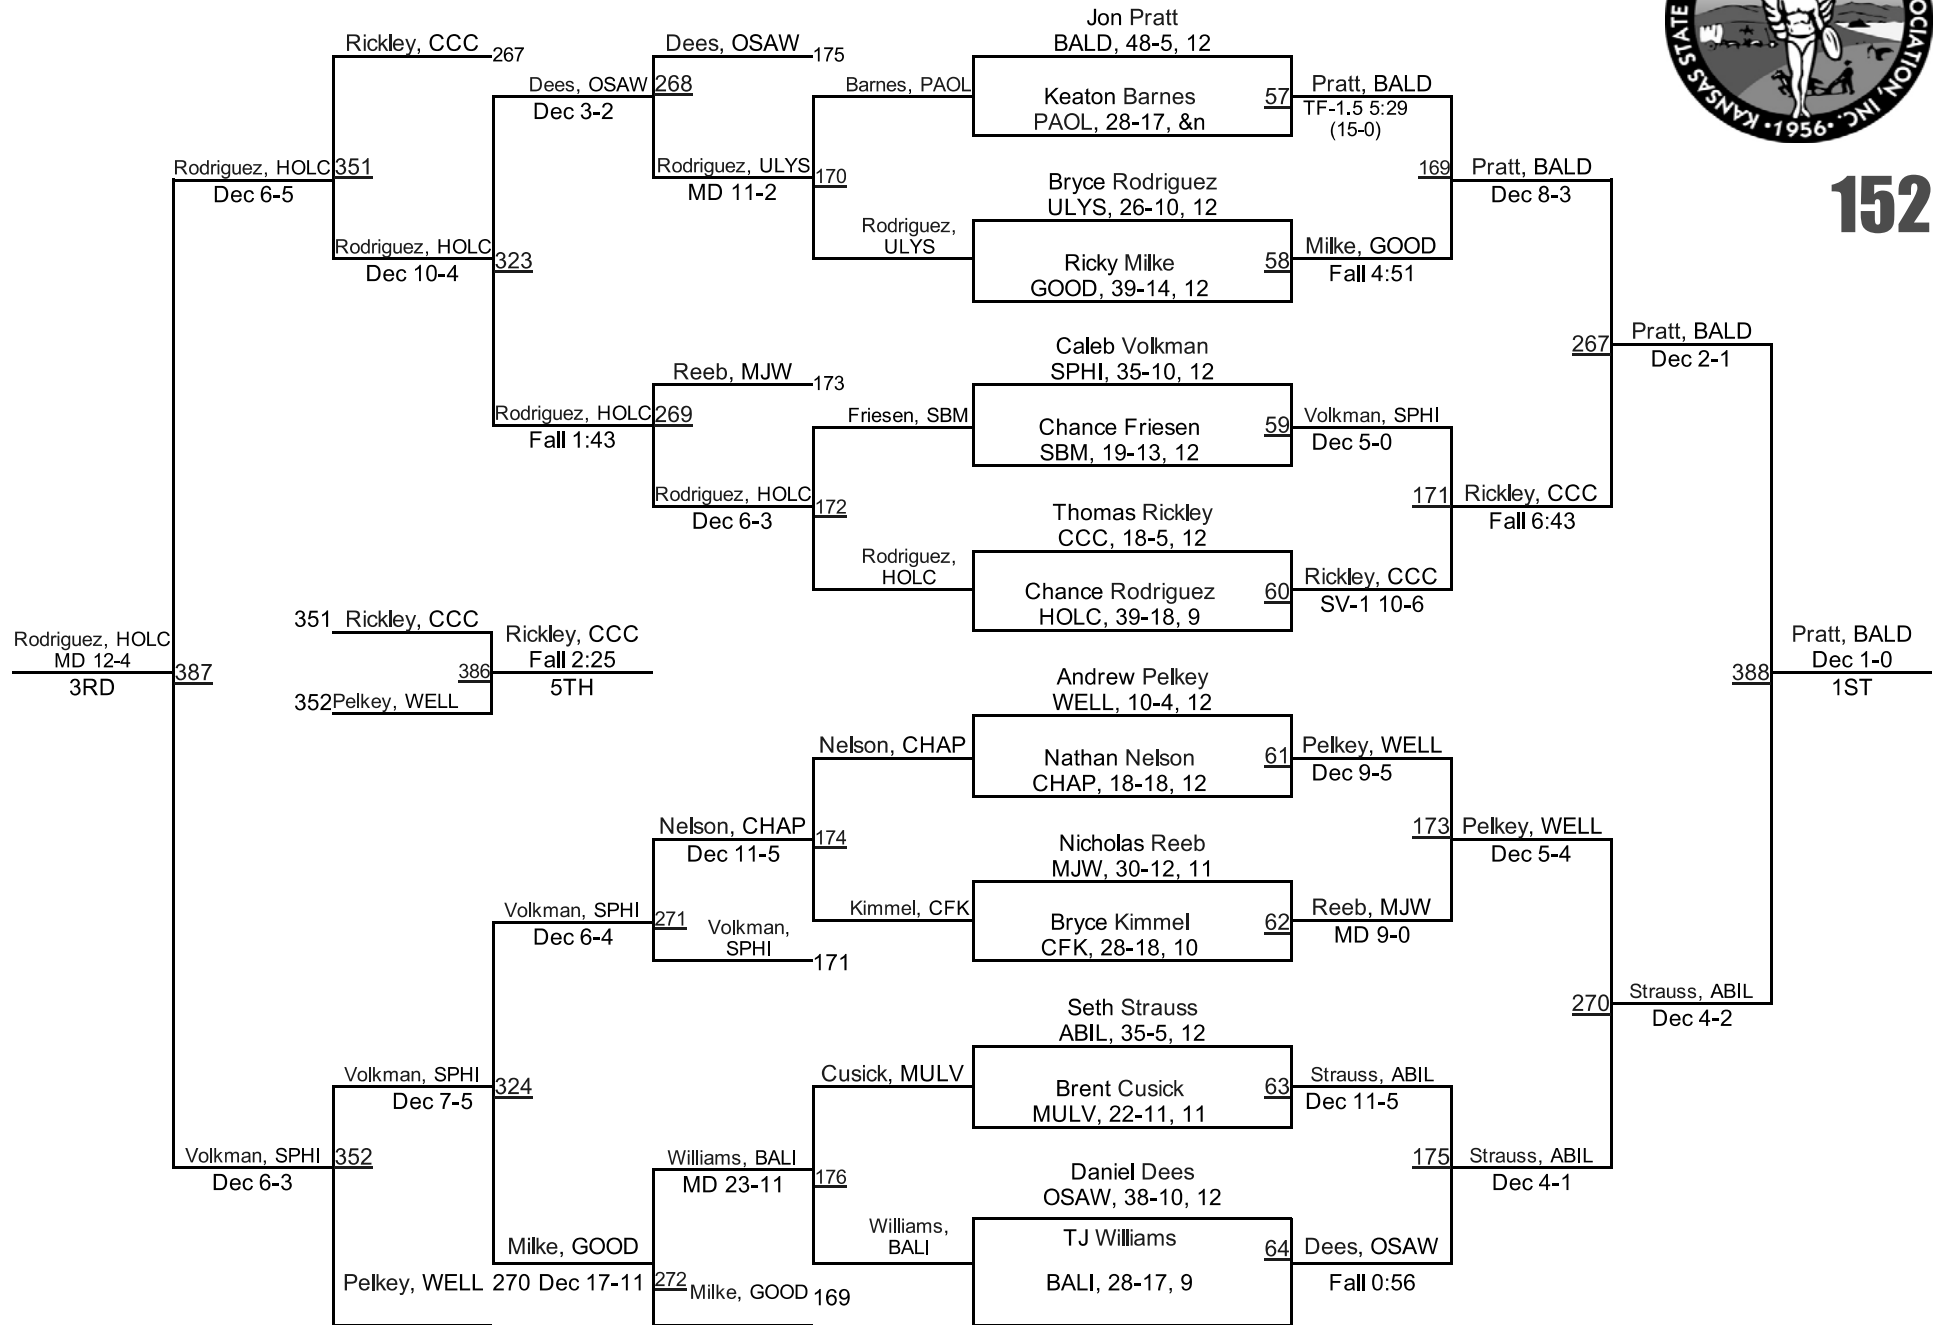 KANSAS STATE
OCIATION, INC.
• 1956 •
152
Rickley, CCC
267
Dees, OSAW
175
Jon Pratt
BALD, 48-5, 12
Dees, OSAW
268
Dec 3-2
Barnes, PAOL
Keaton Barnes
PAOL, 28-17, &n
57
Pratt, BALD
TF-1.5 5:29
(15-0)
Rodriguez, HOLC
351
Dec 6-5
Rodriguez, ULYS
170
MD 11-2
Bryce Rodriguez
ULYS, 26-10, 12
169
Pratt, BALD
Dec 8-3
Rodriguez, HOLC
323
Dec 10-4
Rodriguez,
ULYS
Ricky Milke
GOOD, 39-14, 12
58
Milke, GOOD
Fall 4:51
Caleb Volkman
SPHI, 35-10, 12
267
Pratt, BALD
Dec 2-1
Reeb, MJW
173
Rodriguez, HOLC
269
Fall 1:43
Friesen, SBM
Chance Friesen
SBM, 19-13, 12
59
Volkman, SPHI
Dec 5-0
Rodriguez, HOLC
172
Dec 6-3
Thomas Rickley
CCC, 18-5, 12
171
Rickley, CCC
Fall 6:43
Rodriguez,
HOLC
Chance Rodriguez
HOLC, 39-18, 9
60
Rickley, CCC
SV-1 10-6
Rodriguez, HOLC
MD 12-4
3RD
387
351
Rickley, CCC
352
Pelkey, WELL
386
Rickley, CCC
Fall 2:25
5TH
388
Pratt, BALD
Dec 1-0
1ST
Andrew Pelkey
WELL, 10-4, 12
Nelson, CHAP
Nathan Nelson
CHAP, 18-18, 12
61
Pelkey, WELL
Dec 9-5
Nelson, CHAP
174
Dec 11-5
Nicholas Reeb
MJW, 30-12, 11
173
Pelkey, WELL
Dec 5-4
Volkman, SPHI
271
Dec 6-4
Volkman,
SPHI
171
Kimmel, CFK
Bryce Kimmel
CFK, 28-18, 10
62
Reeb, MJW
MD 9-0
Seth Strauss
ABIL, 35-5, 12
270
Strauss, ABIL
Dec 4-2
Volkman, SPHI
324
Dec 7-5
Cusick, MULV
Brent Cusick
MULV, 22-11, 11
63
Strauss, ABIL
Dec 11-5
Volkman, SPHI
352
Dec 6-3
Williams, BALI
176
MD 23-11
Daniel Dees
OSAW, 38-10, 12
175
Strauss, ABIL
Dec 4-1
Milke, GOOD
Williams,
BALI
TJ Williams
BALI, 28-17, 9
64
Dees, OSAW
Fall 0:56
Pelkey, WELL
270
Dec 17-11
272
Milke, GOOD
169